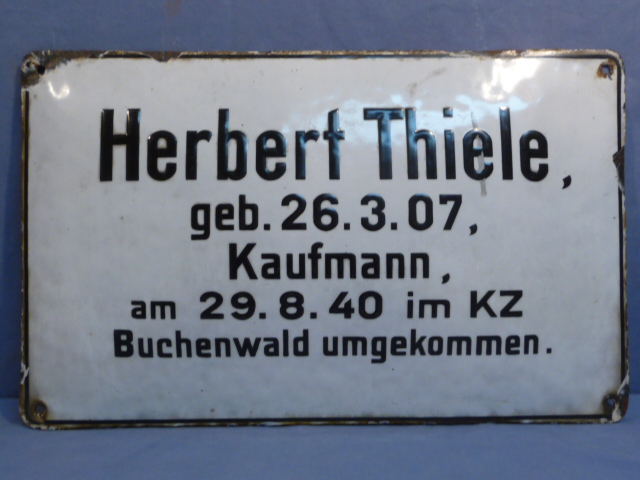 Herbert Thiele,
geb. 26.3.07,
Kaufmann,
am 29.8.40 im KZ
Buchenwald umgekommen.